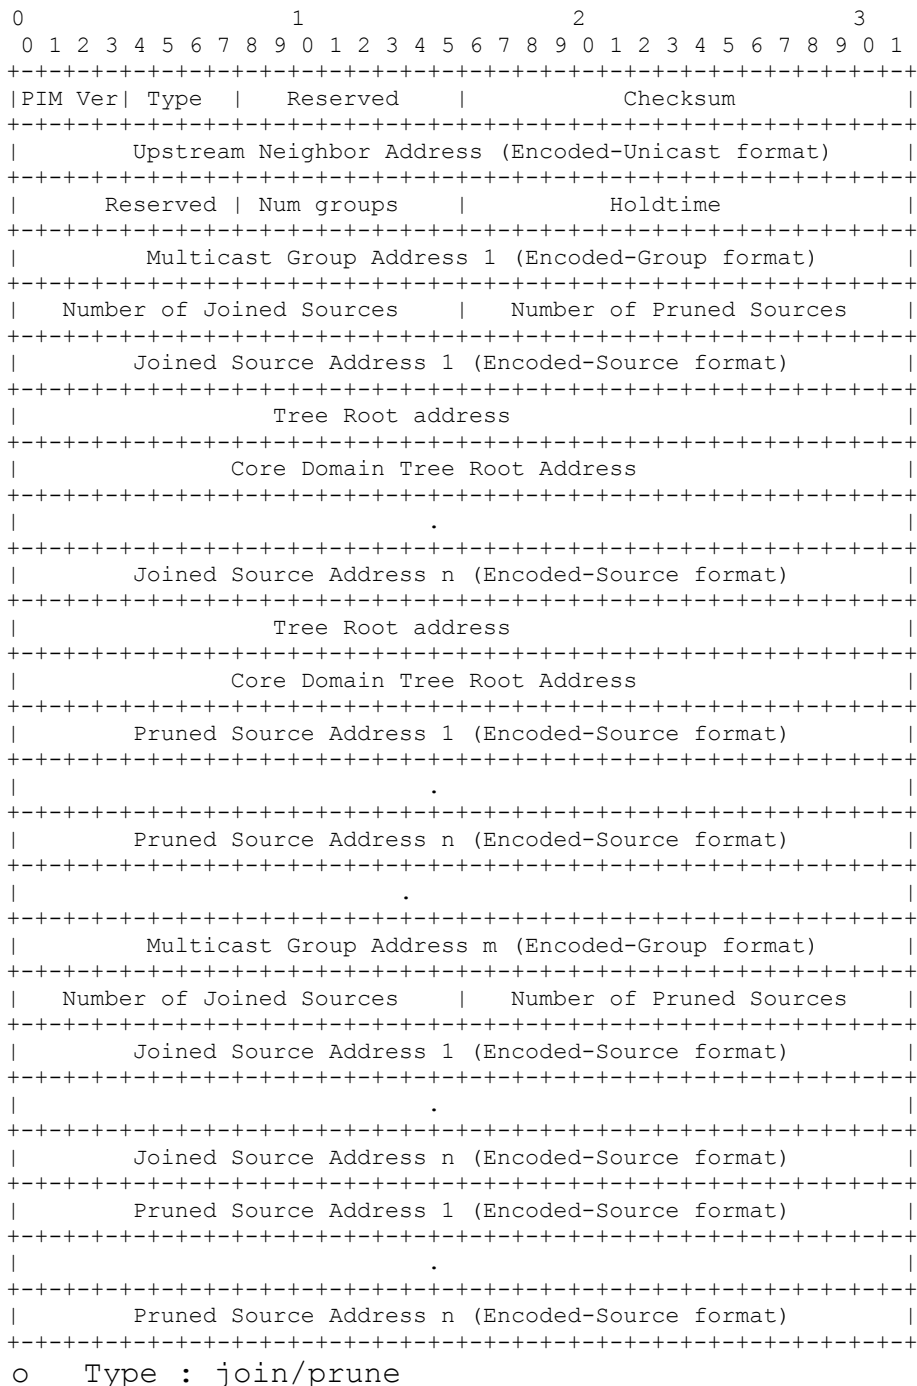 0                   1                   2                   3
 0 1 2 3 4 5 6 7 8 9 0 1 2 3 4 5 6 7 8 9 0 1 2 3 4 5 6 7 8 9 0 1
+-+-+-+-+-+-+-+-+-+-+-+-+-+-+-+-+-+-+-+-+-+-+-+-+-+-+-+-+-+-+-+-+
|PIM Ver| Type  |   Reserved    |           Checksum            |
+-+-+-+-+-+-+-+-+-+-+-+-+-+-+-+-+-+-+-+-+-+-+-+-+-+-+-+-+-+-+-+-+
|        Upstream Neighbor Address (Encoded-Unicast format)     |
+-+-+-+-+-+-+-+-+-+-+-+-+-+-+-+-+-+-+-+-+-+-+-+-+-+-+-+-+-+-+-+-+
|      Reserved | Num groups    |          Holdtime             |
+-+-+-+-+-+-+-+-+-+-+-+-+-+-+-+-+-+-+-+-+-+-+-+-+-+-+-+-+-+-+-+-+
|         Multicast Group Address 1 (Encoded-Group format)      |
+-+-+-+-+-+-+-+-+-+-+-+-+-+-+-+-+-+-+-+-+-+-+-+-+-+-+-+-+-+-+-+-+
|   Number of Joined Sources    |   Number of Pruned Sources    |
+-+-+-+-+-+-+-+-+-+-+-+-+-+-+-+-+-+-+-+-+-+-+-+-+-+-+-+-+-+-+-+-+
|        Joined Source Address 1 (Encoded-Source format)        |
+-+-+-+-+-+-+-+-+-+-+-+-+-+-+-+-+-+-+-+-+-+-+-+-+-+-+-+-+-+-+-+-+
|                  Tree Root address                            |
+-+-+-+-+-+-+-+-+-+-+-+-+-+-+-+-+-+-+-+-+-+-+-+-+-+-+-+-+-+-+-+-+
|               Core Domain Tree Root Address                   |
+-+-+-+-+-+-+-+-+-+-+-+-+-+-+-+-+-+-+-+-+-+-+-+-+-+-+-+-+-+-+-+-+
|                             .                                 |
+-+-+-+-+-+-+-+-+-+-+-+-+-+-+-+-+-+-+-+-+-+-+-+-+-+-+-+-+-+-+-+-+
|        Joined Source Address n (Encoded-Source format)        |
+-+-+-+-+-+-+-+-+-+-+-+-+-+-+-+-+-+-+-+-+-+-+-+-+-+-+-+-+-+-+-+-+
|                  Tree Root address                            |
+-+-+-+-+-+-+-+-+-+-+-+-+-+-+-+-+-+-+-+-+-+-+-+-+-+-+-+-+-+-+-+-+
|               Core Domain Tree Root Address                   |
+-+-+-+-+-+-+-+-+-+-+-+-+-+-+-+-+-+-+-+-+-+-+-+-+-+-+-+-+-+-+-+-+
|        Pruned Source Address 1 (Encoded-Source format)        |
+-+-+-+-+-+-+-+-+-+-+-+-+-+-+-+-+-+-+-+-+-+-+-+-+-+-+-+-+-+-+-+-+
|                             .                                 |
+-+-+-+-+-+-+-+-+-+-+-+-+-+-+-+-+-+-+-+-+-+-+-+-+-+-+-+-+-+-+-+-+
|        Pruned Source Address n (Encoded-Source format)        |
+-+-+-+-+-+-+-+-+-+-+-+-+-+-+-+-+-+-+-+-+-+-+-+-+-+-+-+-+-+-+-+-+
|                           .                                   |
+-+-+-+-+-+-+-+-+-+-+-+-+-+-+-+-+-+-+-+-+-+-+-+-+-+-+-+-+-+-+-+-+
|         Multicast Group Address m (Encoded-Group format)      |
+-+-+-+-+-+-+-+-+-+-+-+-+-+-+-+-+-+-+-+-+-+-+-+-+-+-+-+-+-+-+-+-+
|   Number of Joined Sources    |   Number of Pruned Sources    |
+-+-+-+-+-+-+-+-+-+-+-+-+-+-+-+-+-+-+-+-+-+-+-+-+-+-+-+-+-+-+-+-+
|        Joined Source Address 1 (Encoded-Source format)        |
+-+-+-+-+-+-+-+-+-+-+-+-+-+-+-+-+-+-+-+-+-+-+-+-+-+-+-+-+-+-+-+-+
|                             .                                 |
+-+-+-+-+-+-+-+-+-+-+-+-+-+-+-+-+-+-+-+-+-+-+-+-+-+-+-+-+-+-+-+-+
|        Joined Source Address n (Encoded-Source format)        |
+-+-+-+-+-+-+-+-+-+-+-+-+-+-+-+-+-+-+-+-+-+-+-+-+-+-+-+-+-+-+-+-+
|        Pruned Source Address 1 (Encoded-Source format)        |
+-+-+-+-+-+-+-+-+-+-+-+-+-+-+-+-+-+-+-+-+-+-+-+-+-+-+-+-+-+-+-+-+
|                             .                                 |
+-+-+-+-+-+-+-+-+-+-+-+-+-+-+-+-+-+-+-+-+-+-+-+-+-+-+-+-+-+-+-+-+
|        Pruned Source Address n (Encoded-Source format)        |
+-+-+-+-+-+-+-+-+-+-+-+-+-+-+-+-+-+-+-+-+-+-+-+-+-+-+-+-+-+-+-+-+
o   Type : join/prune